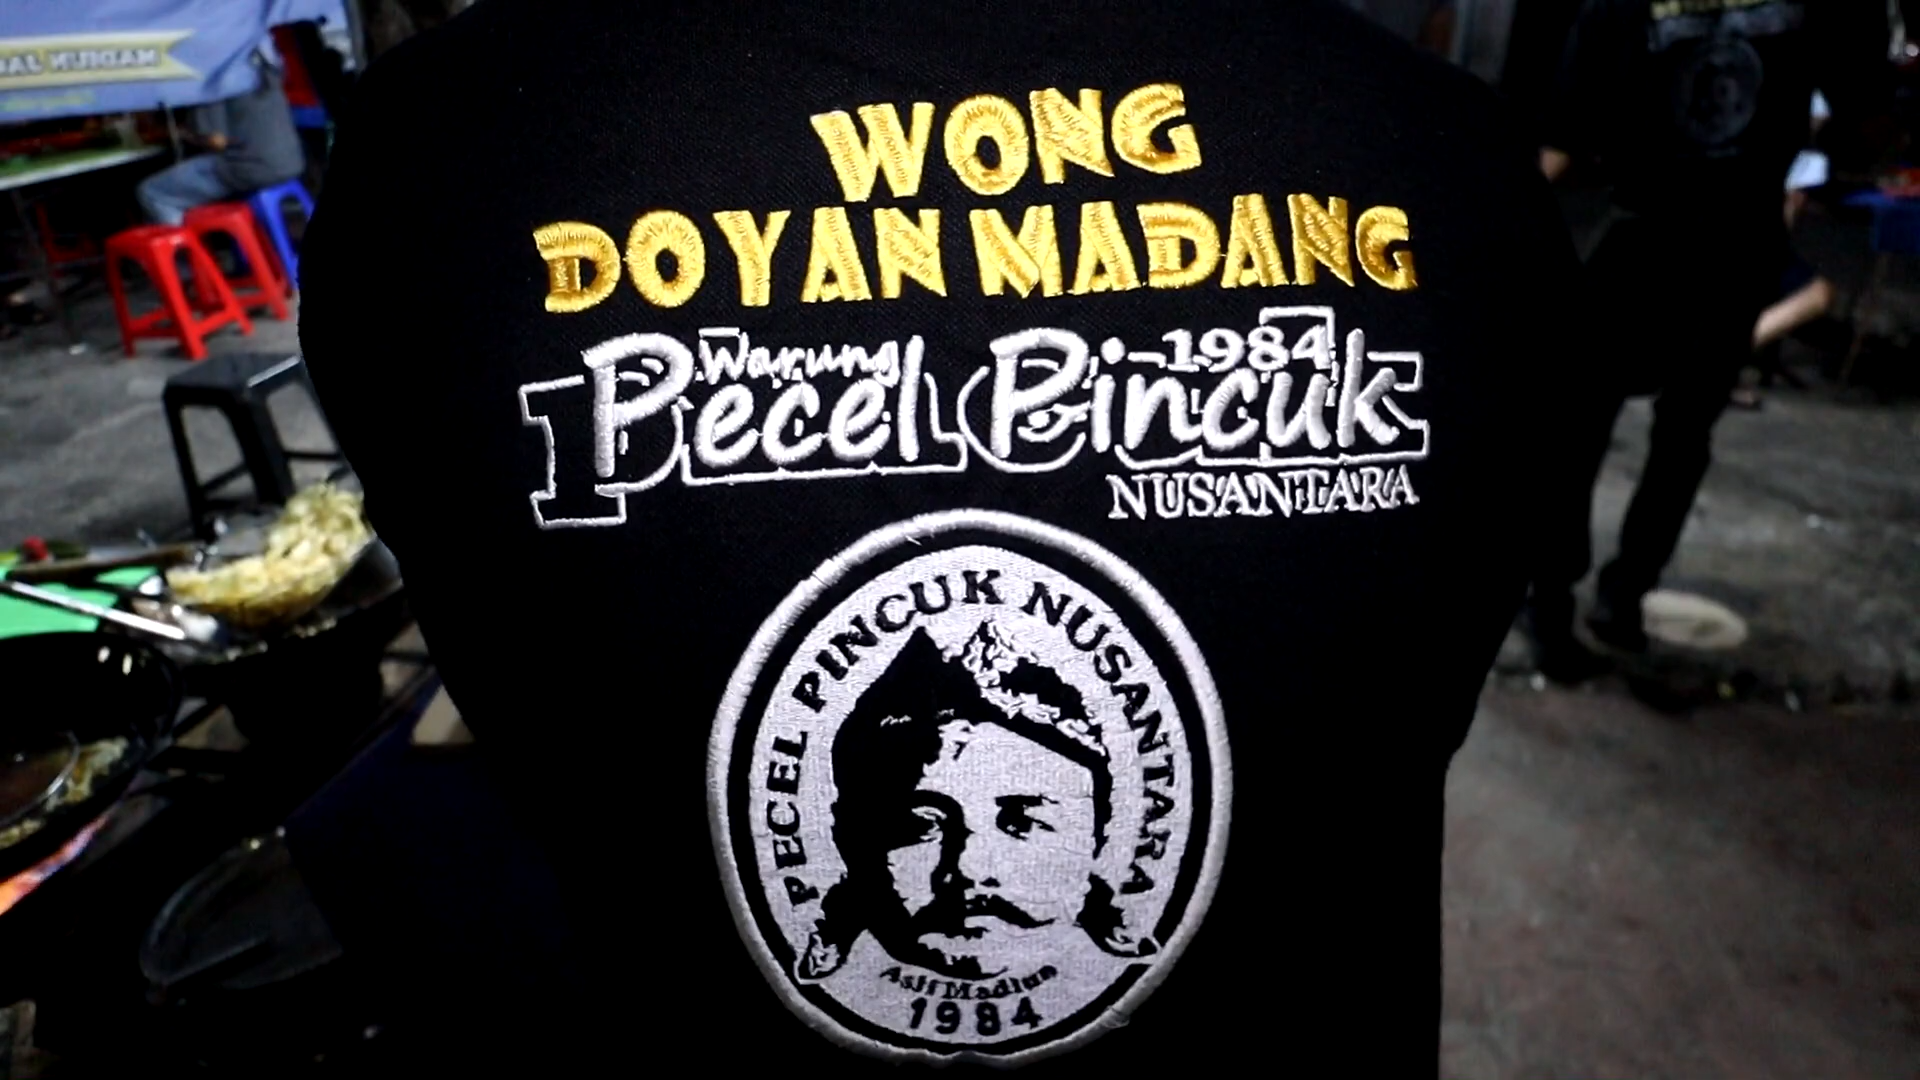 WONG
DOYAN MADANG
Warung 1984
Pecel Pincuk
NUSANTARA
PECEL PINCUK NUSANTARA
Asli Madiun
1984